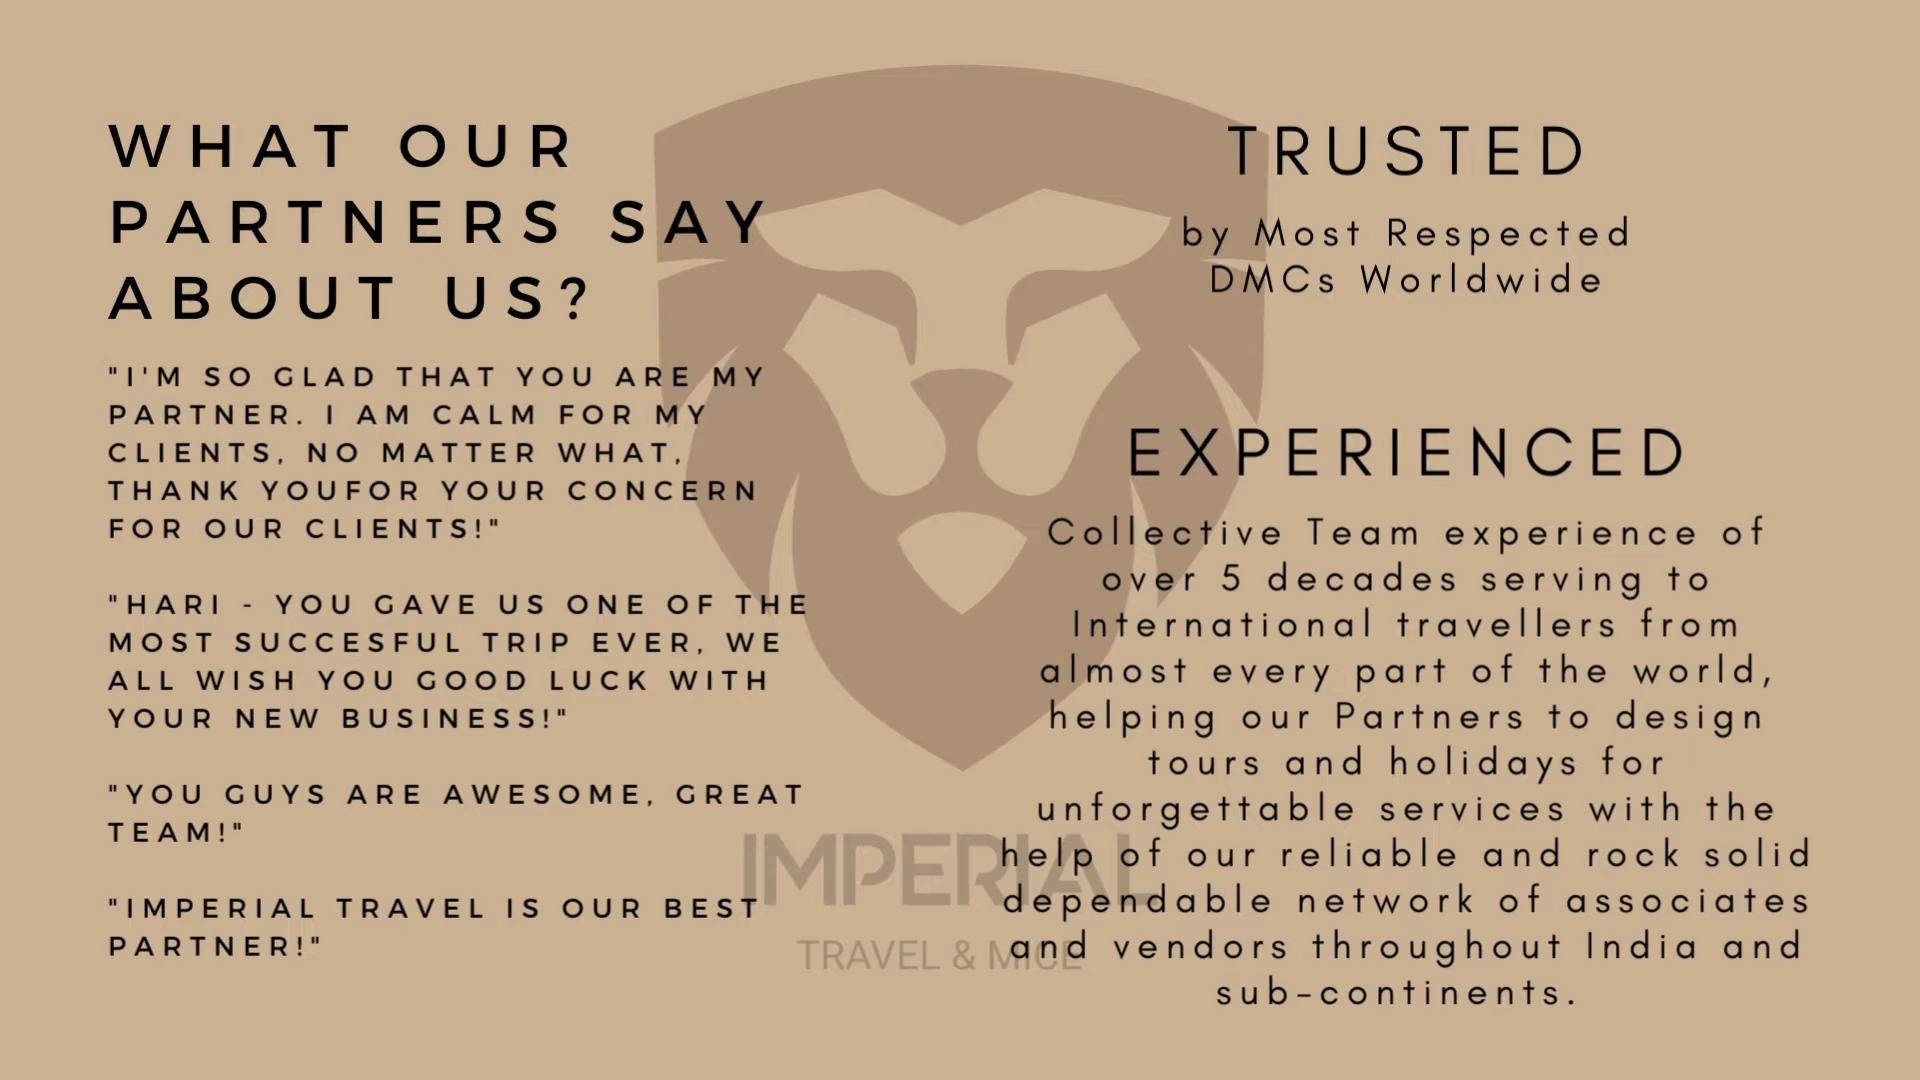 WHAT OUR
PARTNERS SAY
ABOUT US?
"I'M SO GLAD THAT YOU ARE MY
PARTNER. I AM CALM FOR MY
CLIENTS, NO MATTER WHAT,
THANK YOUFOR YOUR CONCERN
FOR OUR CLIENTS!"
"HARI - YOU GAVE US ONE OF THE
MOST SUCCESFUL TRIP EVER, WE
ALL WISH YOU GOOD LUCK WITH
YOUR NEW BUSINESS!"
"YOU GUYS ARE AWESOME, GREAT
TEAM!"
"IMPERIAL TRAVEL IS OUR BEST
PARTNER!"
TRUSTED
by Most Respected
DMCs Worldwide
EXPERIENCED
Collective Team experience of
over 5 decades serving to
International travellers from
almost every part of the world,
helping our Partners to design
tours and holidays for
unforgettable services with the
help of our reliable and rock solid
dependable network of associates
and vendors throughout India and
sub-continents.
IMPERIAL
TRAVEL & MICE